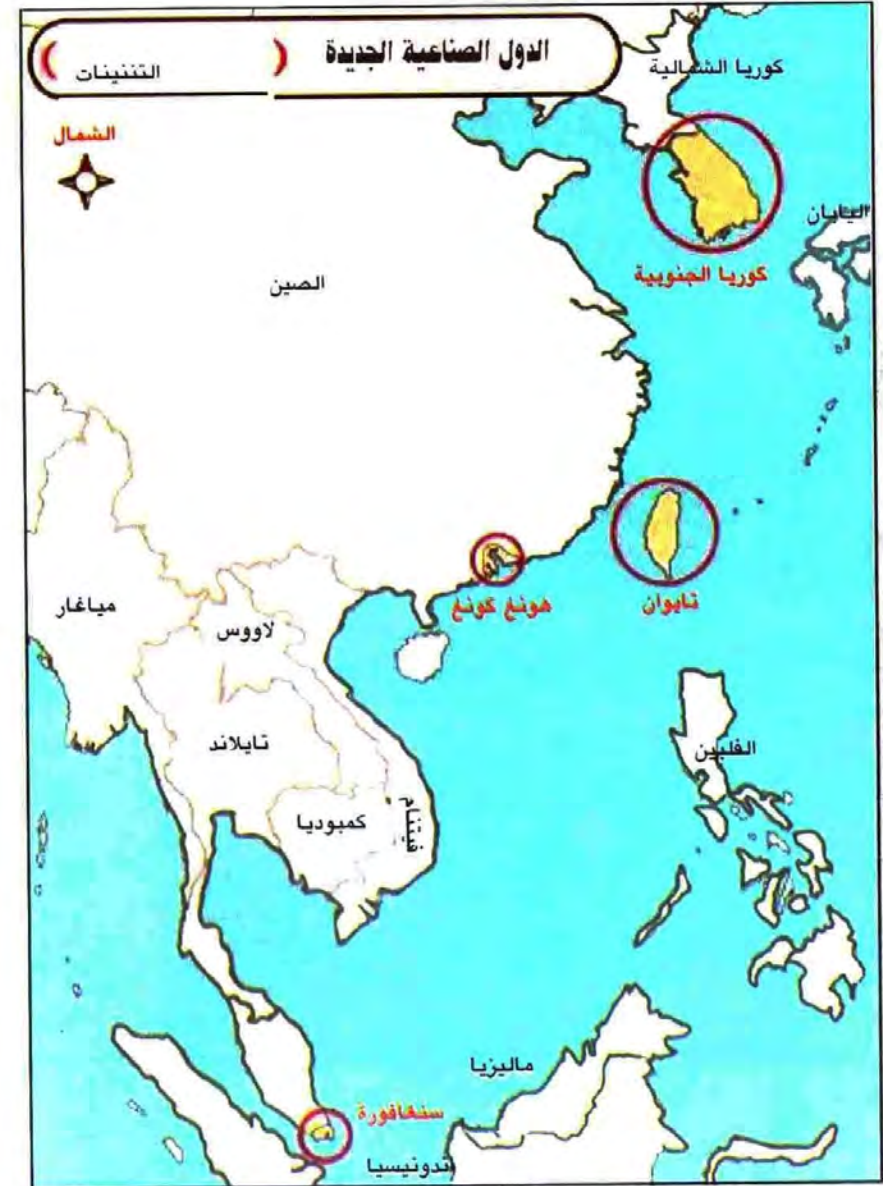 الدول الصناعية الجديدة ( التنينات )
كوريا الشمالية
الشمال
اليابان
كوريا الجنوبية
الصين
مياغار
لاووس
هونغ كونغ
تايوان
تايلاند
الفلبين
كمبوديا
فيتنام
ماليزيا
سنغافورة
ندونيسيا